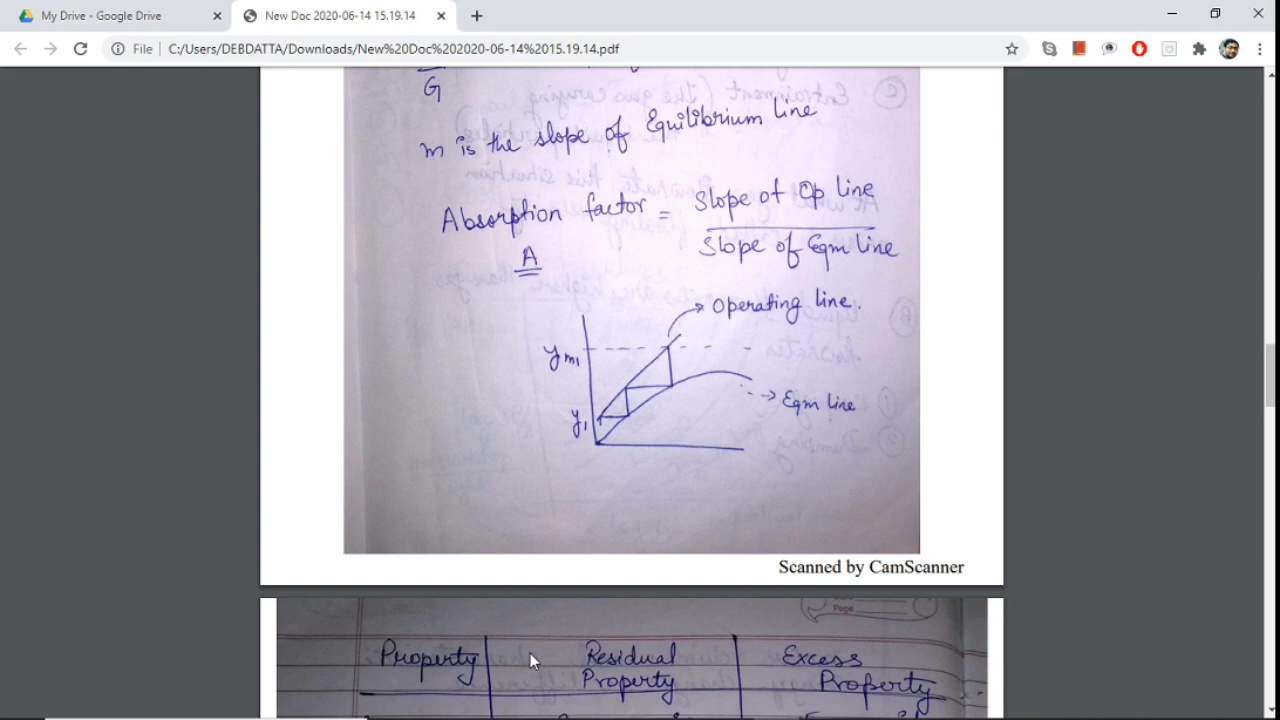 My Drive - Google Drive
New Doc 2020-06-14 15.19.14
File
C:/Users/DEBDATTA/Downloads/New%20Doc%202020-06-14%2015.19.14.pdf
G
m is the slope of Equilibrium line
Absorption factor = Slope of Op line
Slope of Eqm line
A
Operating line.
ym1
Eqm line
y1
Scanned by CamScanner
Page
Property Residual Property Excess Property